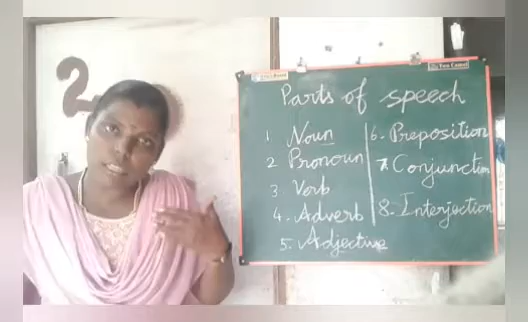 2
Parts of speech
1 Noun
2. Pronoun
3. Verb
4. Adverb
5. Adjective
6. Preposition
7. Conjunction
8. Interjection